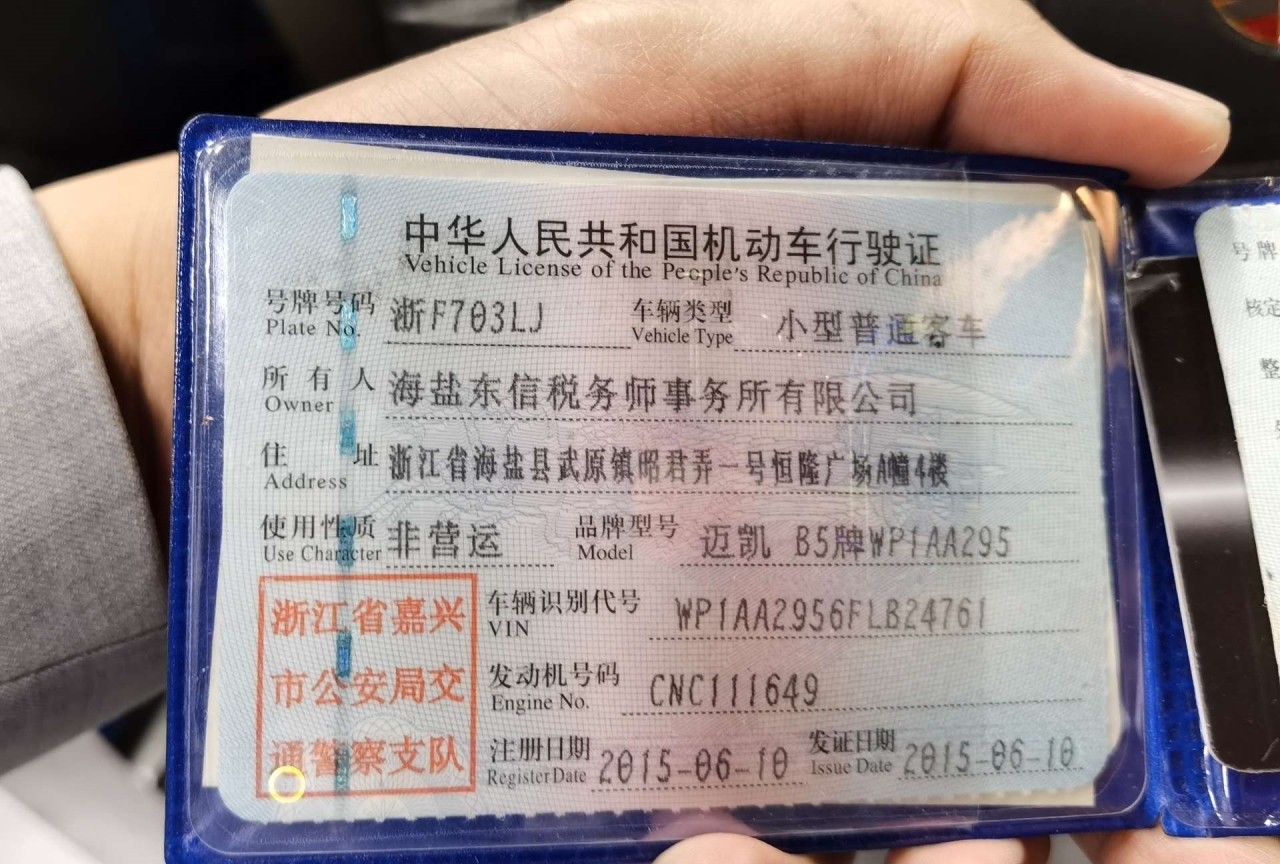 中华人民共和国机动车行驶证
Vehicle License of the People's Republic of China
号牌号码 浙F703LJ 车辆类型 小型普通客车
Plate No. Vehicle Type
所有人 海盐东信税务师事务所有限公司
Owner
住址 浙江省海盐县武原镇昭君弄一号恒隆广场A幢4楼
Address
使用性质 非营运 品牌型号 迈凯 B5牌WP1AA295
Use Character Model
浙江省嘉兴
市公安局交
通警察支队
车辆识别代号 WP1AA2956FLB24761
VIN
发动机号码 CNC111649
Engine No.
注册日期 2015-06-10 发证日期 2015-06-10
Register Date Issue Date
号牌
核定
整